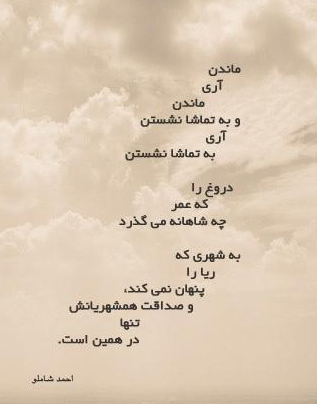 ماندن
آری
ماندن
و به تماشا نشستن
آری
به تماشا نشستن
دروغ را
که عمر
چه شاهانه می گذرد
به شهری که
ریا را
پنهان نمی کند،
و صداقت همشهریانش
تنها
در همین است.
احمد شاملو